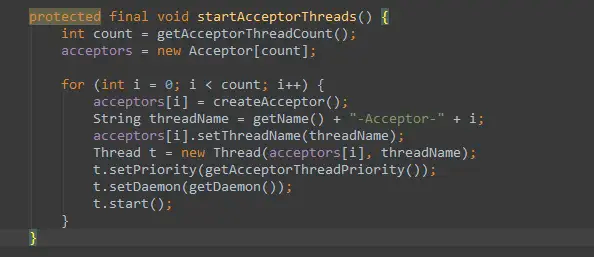 protected final void startAcceptorThreads() {
    int count = getAcceptorThreadCount();
    acceptors = new Acceptor[count];

    for (int i = 0; i < count; i++) {
        acceptors[i] = createAcceptor();
        String threadName = getName() + "-Acceptor-" + i;
        acceptors[i].setThreadName(threadName);
        Thread t = new Thread(acceptors[i], threadName);
        t.setPriority(getAcceptorThreadPriority());
        t.setDaemon(getDaemon());
        t.start();
    }
}